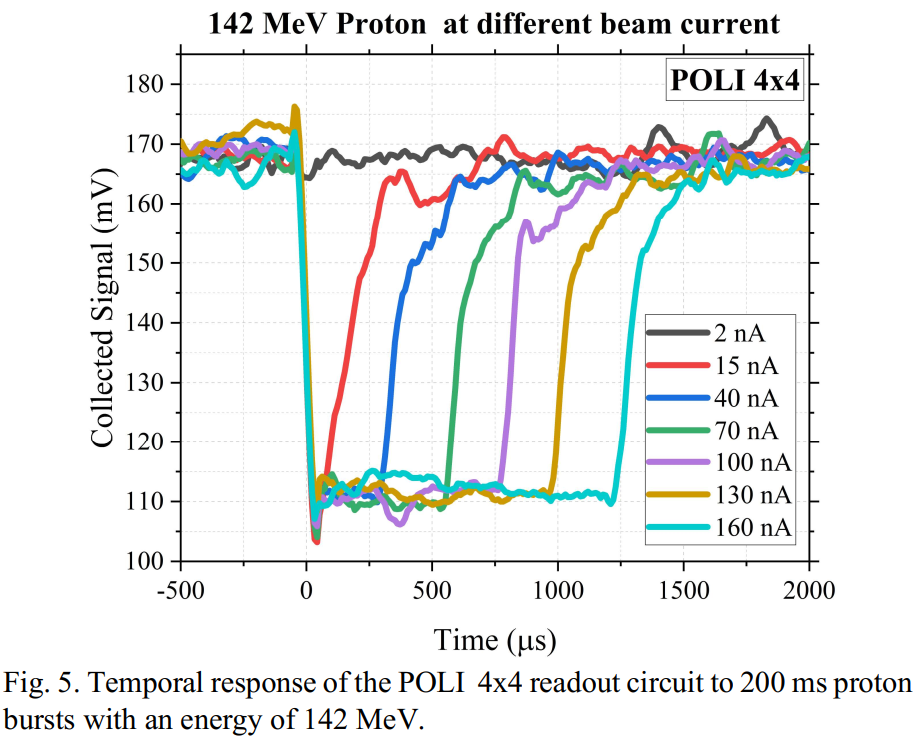 142 MeV Proton at different beam current
POLI 4x4
Collected Signal (mV)
180
170
160
150
140
130
120
110
100
2 nA
15 nA
40 nA
70 nA
100 nA
130 nA
160 nA
-500
0
500
1000
1500
2000
Time (μs)
Fig. 5. Temporal response of the POLI 4x4 readout circuit to 200 ms proton
bursts with an energy of 142 MeV.